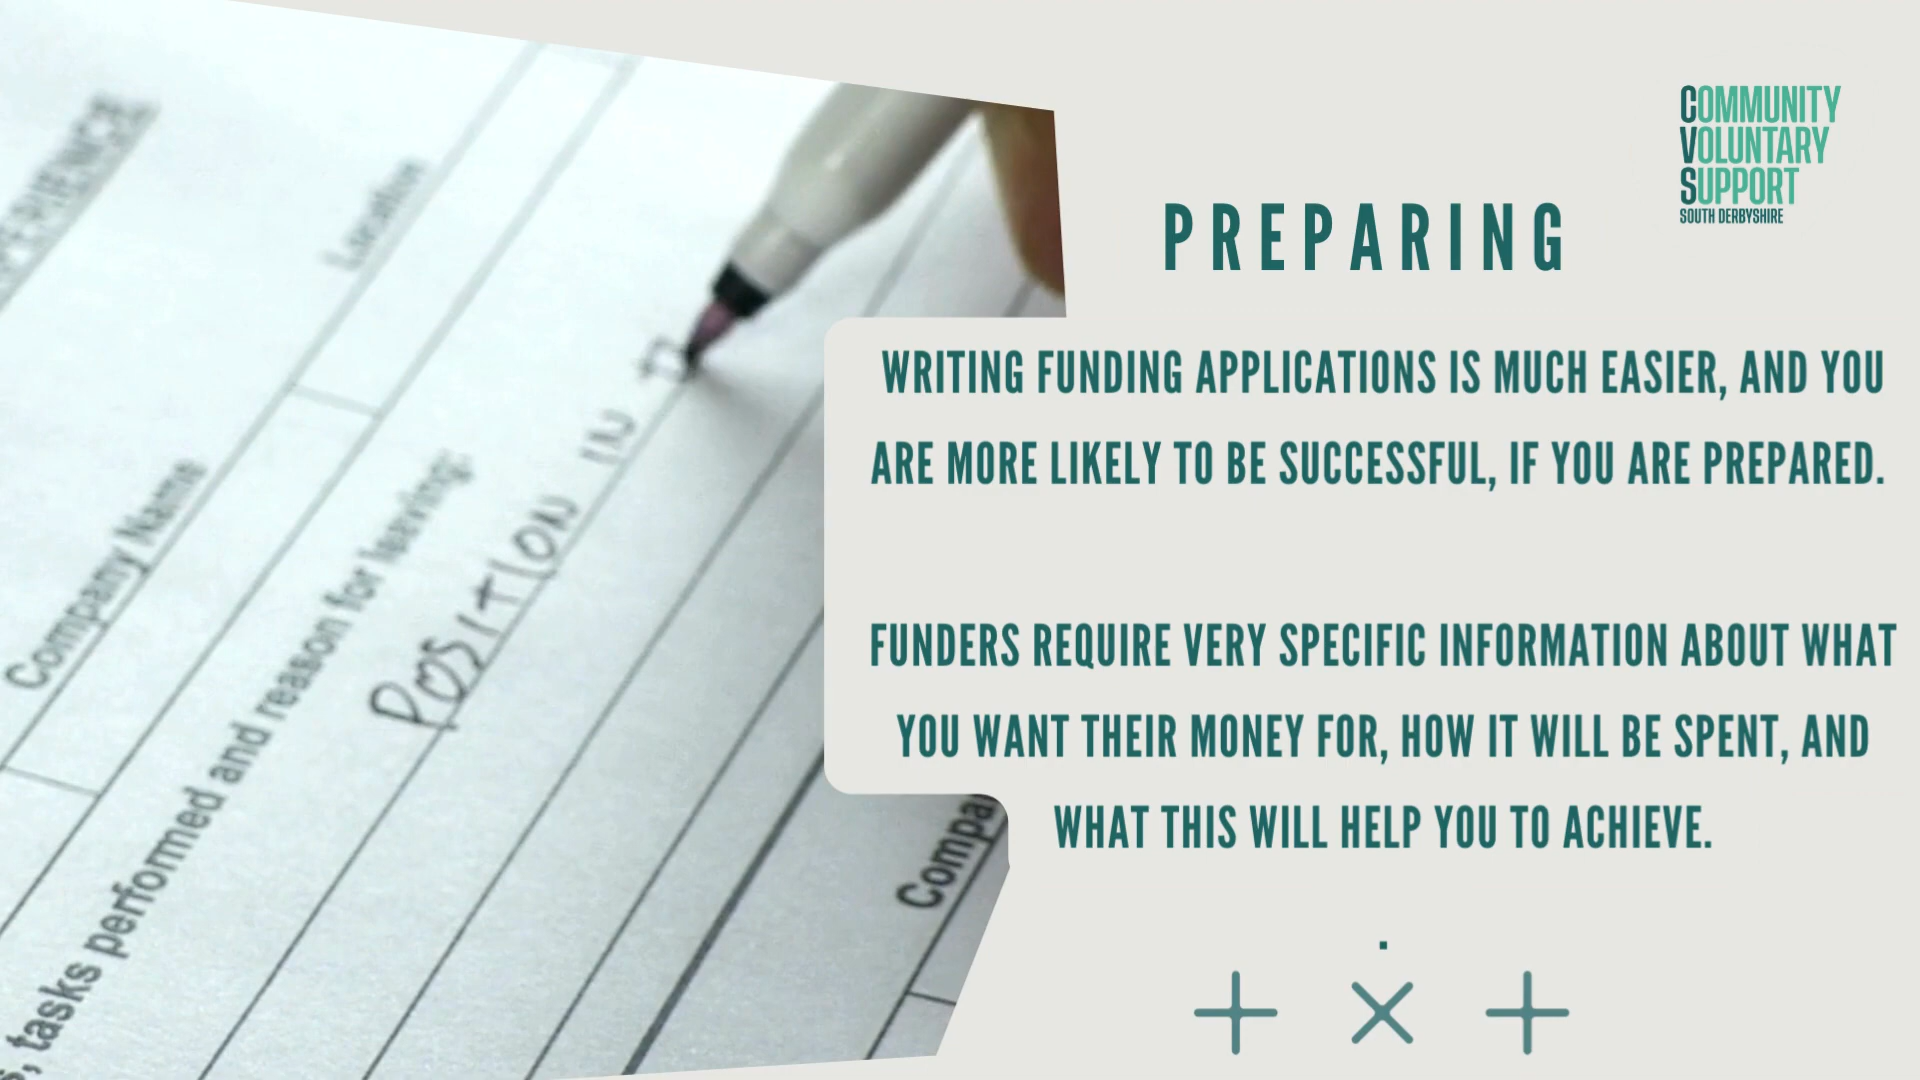 PERIENCE
Location
Company Name
tasks performed and reason for leaving:
POSITION IN
Compa
COMMUNITY
VOLUNTARY
SUPPORT
SOUTH DERBYSHIRE
PREPARING
WRITING FUNDING APPLICATIONS IS MUCH EASIER, AND YOU
ARE MORE LIKELY TO BE SUCCESSFUL, IF YOU ARE PREPARED.
FUNDERS REQUIRE VERY SPECIFIC INFORMATION ABOUT WHAT
YOU WANT THEIR MONEY FOR, HOW IT WILL BE SPENT, AND
WHAT THIS WILL HELP YOU TO ACHIEVE.
.